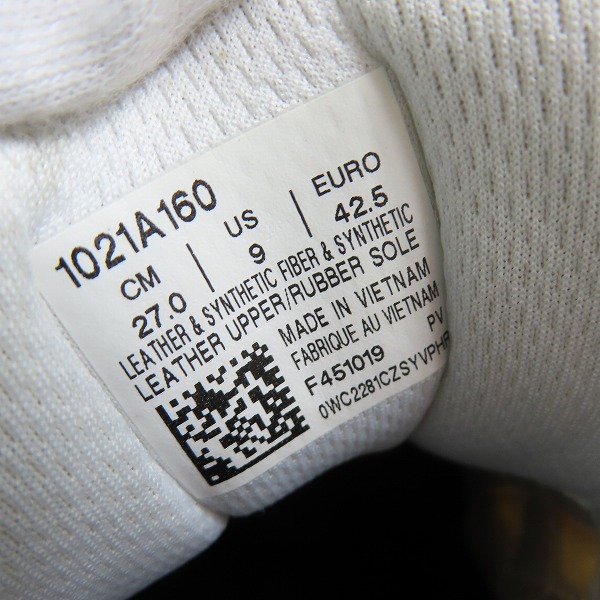 1021A160
CM | US | EURO
27.0 | 9 | 42.5
LEATHER & SYNTHETIC FIBER & SYNTHETIC
LEATHER UPPER/RUBBER SOLE
MADE IN VIETNAM
FABRIQUE AU VIETNAM
F451019 PV
0WC2281CZSYVPHP